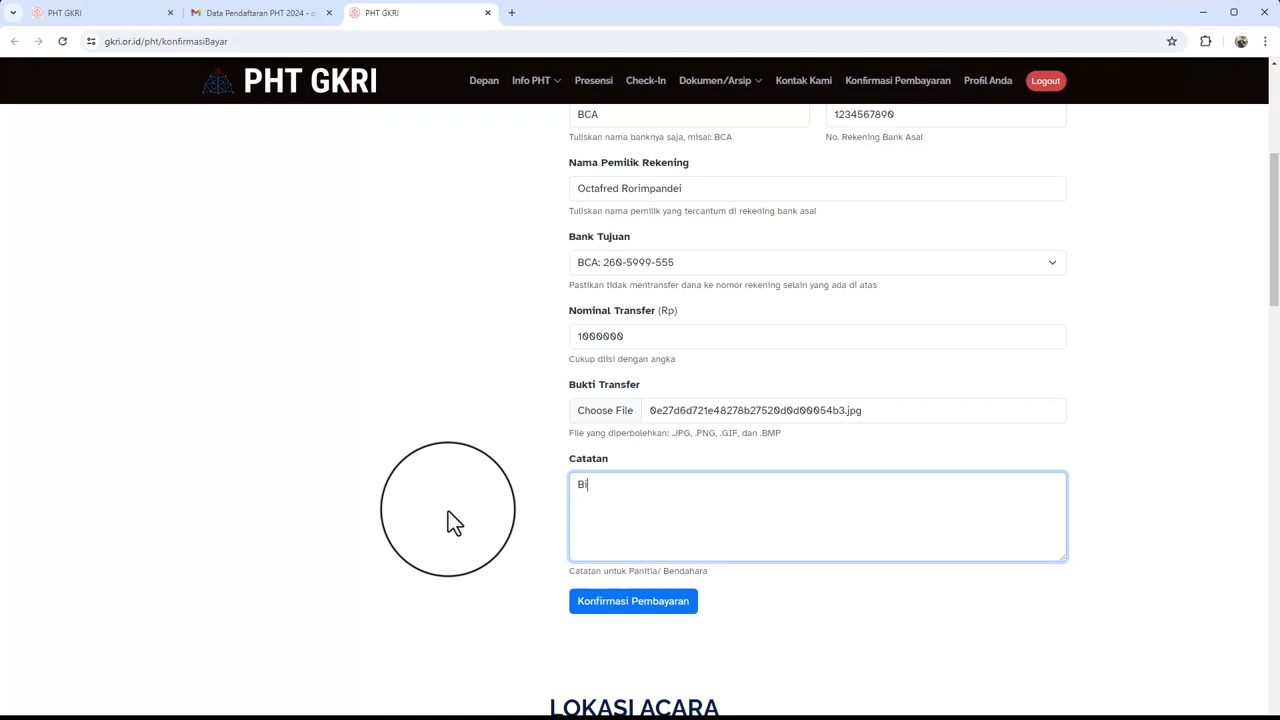 PHT GKRI
Data Pendaftaran PHT 2024 - c
PHT GKRI
gkri.or.id/pht/konfirmasiBayar
PHT GKRI
Depan
Info PHT
Presensi
Check-In
Dokumen/Arsip
Kontak Kami
Konfirmasi Pembayaran
Profil Anda
Logout
BCA
1234567890
Tuliskan nama banknya saja, misal: BCA
No. Rekening Bank Asal
Nama Pemilik Rekening
Octafred Rorimpandei
Tuliskan nama pemilik yang tercantum di rekening bank asal
Bank Tujuan
BCA: 260-5999-555
Pastikan tidak mentransfer dana ke nomor rekening selain yang ada di atas
Nominal Transfer (Rp)
1000000
Cukup diisi dengan angka
Bukti Transfer
Choose File
0e27d6d721e48278b27520d0d00054b3.jpg
File yang diperbolehkan: .JPG, .PNG, .GIF, dan .BMP
Catatan
Bi
Catatan untuk Panitia/ Bendahara
Konfirmasi Pembayaran
LOKASI ACARA